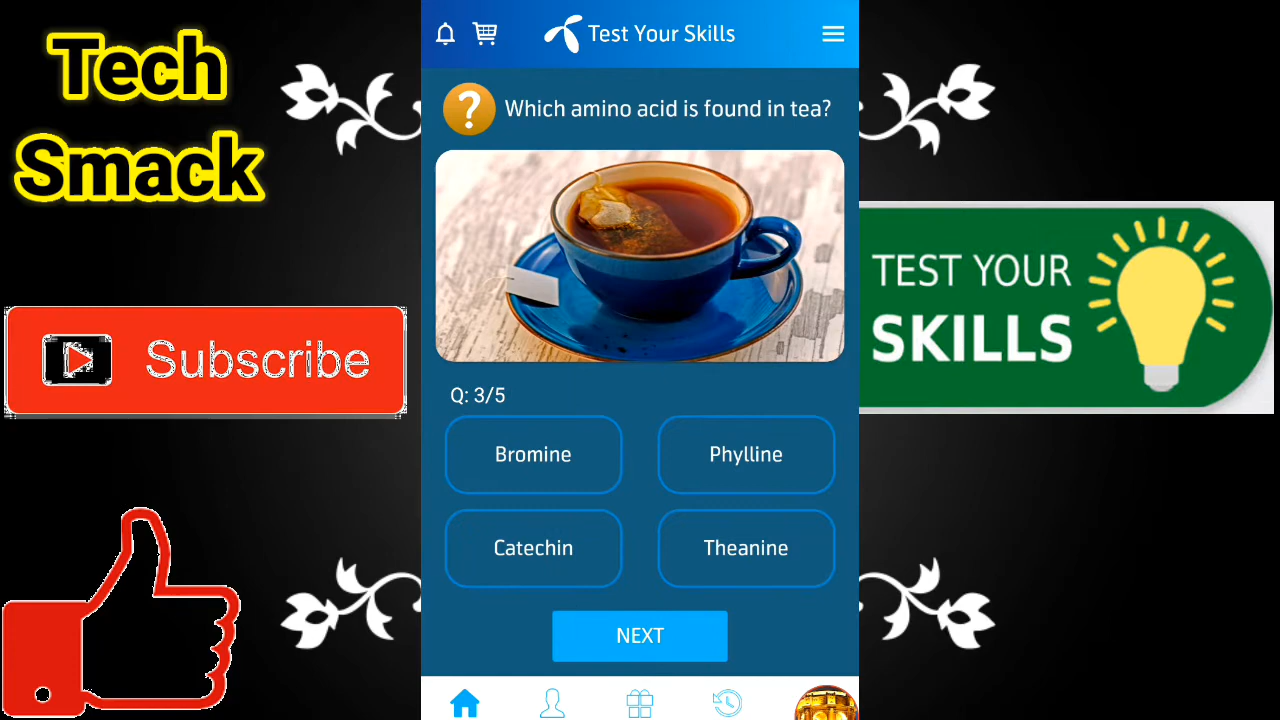 Tech
Smack
Subscribe
Test Your Skills
? Which amino acid is found in tea?
Q: 3/5
Bromine
Phylline
Catechin
Theanine
NEXT
TEST YOUR
SKILLS